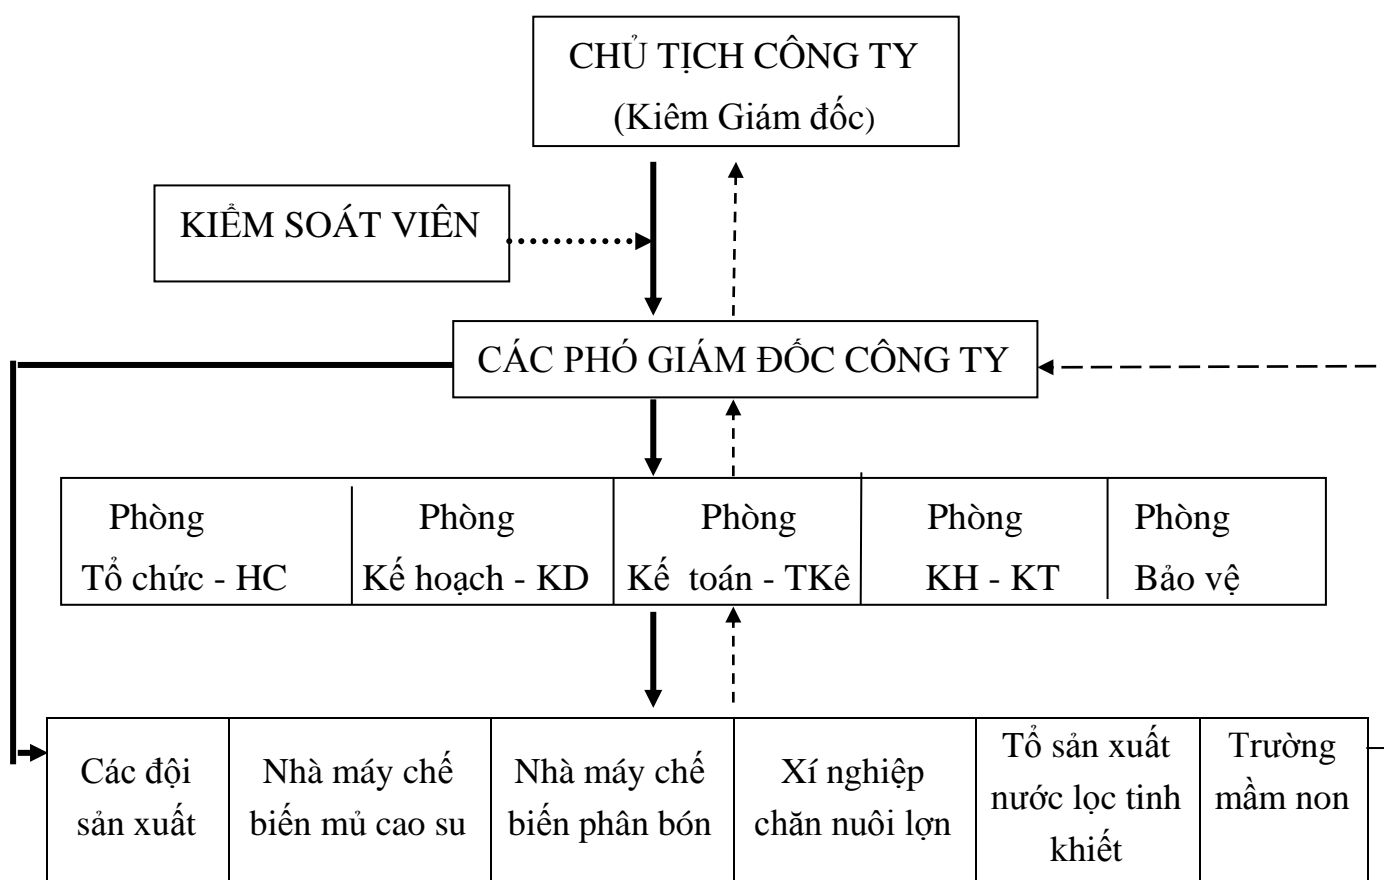 CHỦ TỊCH CÔNG TY
(Kiêm Giám đốc)
KIỂM SOÁT VIÊN
CÁC PHÓ GIÁM ĐỐC CÔNG TY
Phòng
Tổ chức - HC
Phòng
Kế hoạch - KD
Phòng
Kế toán - TKê
Phòng
KH - KT
Phòng
Bảo vệ
Các đội
sản xuất
Nhà máy chế
biến mủ cao su
Nhà máy chế
biến phân bón
Xí nghiệp
chăn nuôi lợn
Tổ sản xuất
nước lọc tinh
khiết
Trường
mầm non